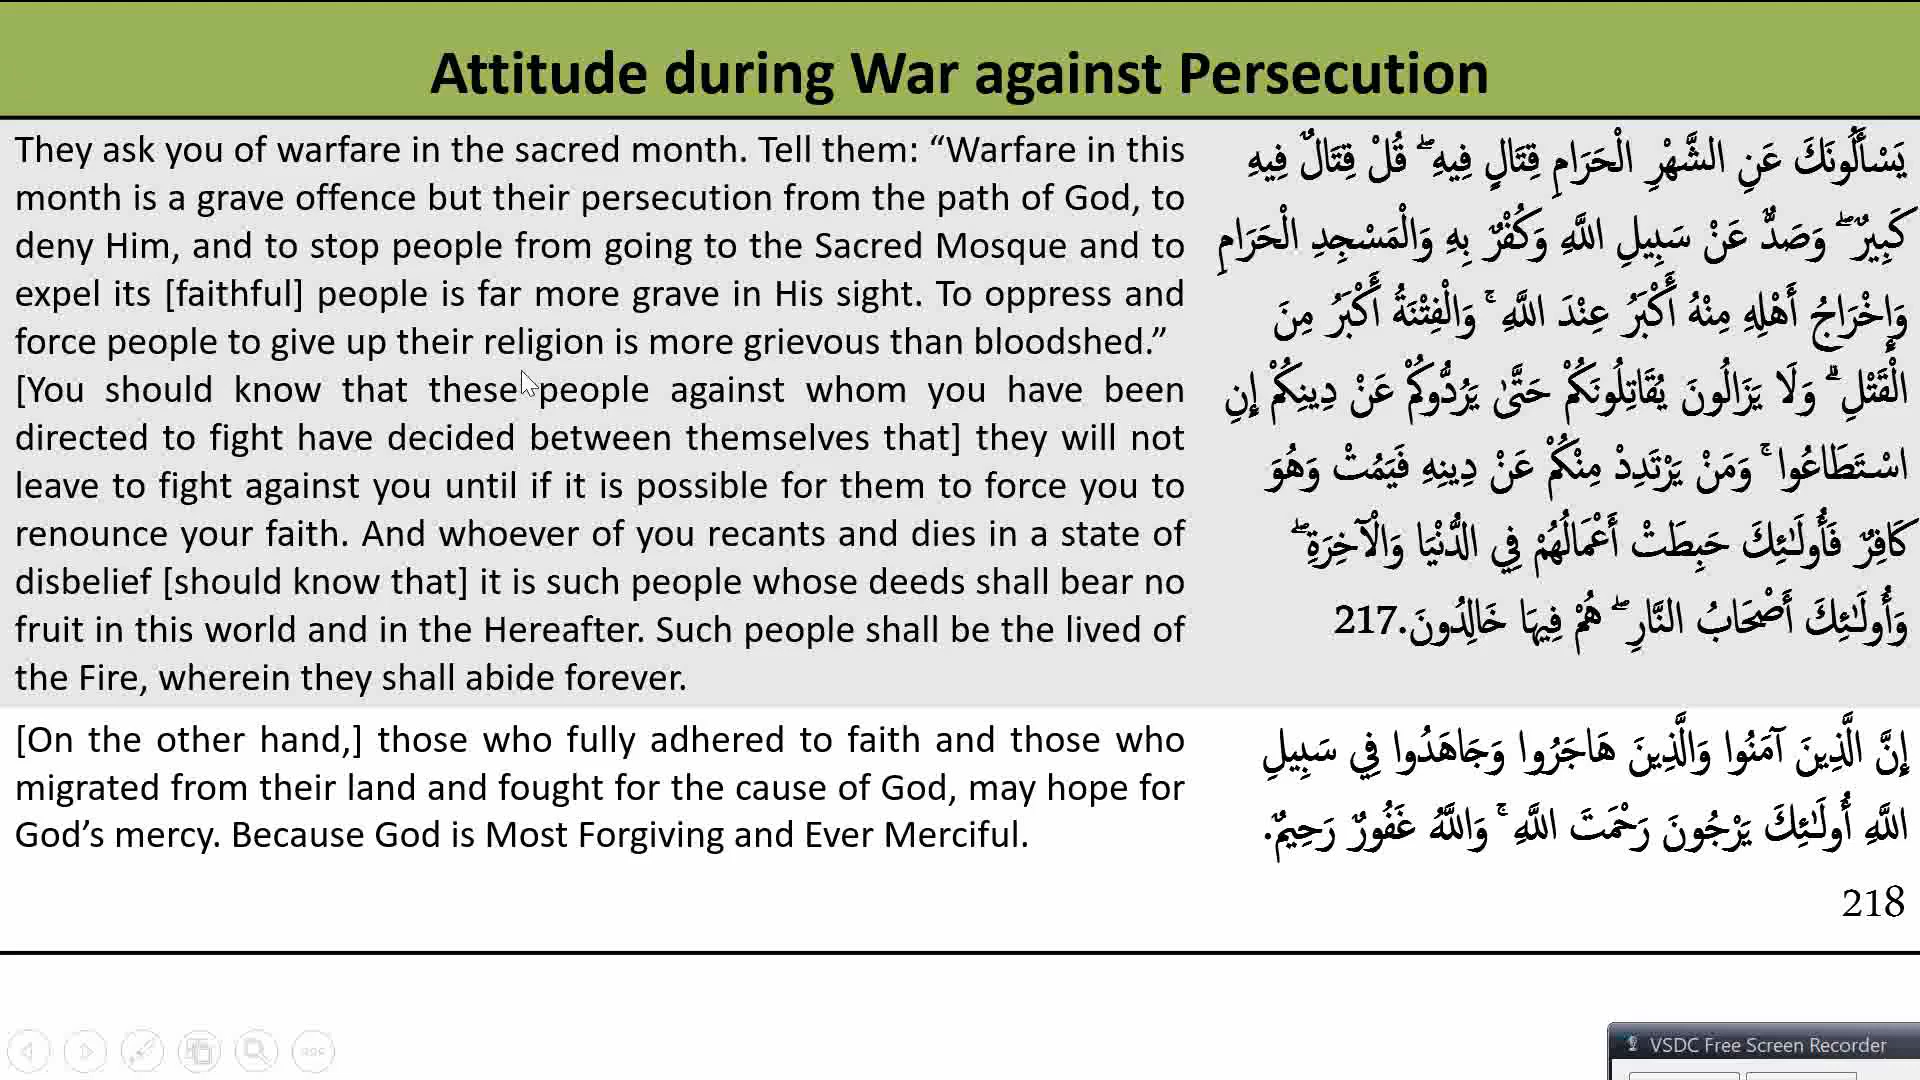 Attitude during War against Persecution
They ask you of warfare in the sacred month. Tell them: “Warfare in this
month is a grave offence but their persecution from the path of God, to
deny Him, and to stop people from going to the Sacred Mosque and to
expel its [faithful] people is far more grave in His sight. To oppress and
force people to give up their religion is more grievous than bloodshed.”
[You should know that these people against whom you have been
directed to fight have decided between themselves that] they will not
leave to fight against you until if it is possible for them to force you to
renounce your faith. And whoever of you recants and dies in a state of
disbelief [should know that] it is such people whose deeds shall bear no
fruit in this world and in the Hereafter. Such people shall be the lived of
the Fire, wherein they shall abide forever.
يَسْأَلُونَكَ عَنِ الشَّهْرِ الْحَرَامِ قِتَالٍ فِيهِ ۖ قُلْ قِتَالٌ فِيهِ
كَبِيرٌ ۖ وَصَدٌّ عَنْ سَبِيلِ اللَّهِ وَكُفْرٌ بِهِ وَالْمَسْجِدِ الْحَرَامِ
وَإِخْرَاجُ أَهْلِهِ مِنْهُ أَكْبَرُ عِنْدَ اللَّهِ ۚ وَالْفِتْنَةُ أَكْبَرُ مِنَ
الْقَتْلِ ۗ وَلَا يَزَالُونَ يُقَاتِلُونَكُمْ حَتَّىٰ يَرُدُّوكُمْ عَنْ دِينِكُمْ إِنِ
اسْتَطَاعُوا ۚ وَمَنْ يَرْتَدِدْ مِنْكُمْ عَنْ دِينِهِ فَيَمُتْ وَهُوَ
كَافِرٌ فَأُولَٰئِكَ حَبِطَتْ أَعْمَالُهُمْ فِي الدُّنْيَا وَالْآخِرَةِ ۖ
وَأُولَٰئِكَ أَصْحَابُ النَّارِ ۖ هُمْ فِيهَا خَالِدُونَ.217
[On the other hand,] those who fully adhered to faith and those who
migrated from their land and fought for the cause of God, may hope for
God’s mercy. Because God is Most Forgiving and Ever Merciful.
إِنَّ الَّذِينَ آمَنُوا وَالَّذِينَ هَاجَرُوا وَجَاهَدُوا فِي سَبِيلِ
اللَّهِ أُولَٰئِكَ يَرْجُونَ رَحْمَتَ اللَّهِ ۚ وَاللَّهُ غَفُورٌ رَحِيمٌ.
218
VSDC Free Screen Recorder